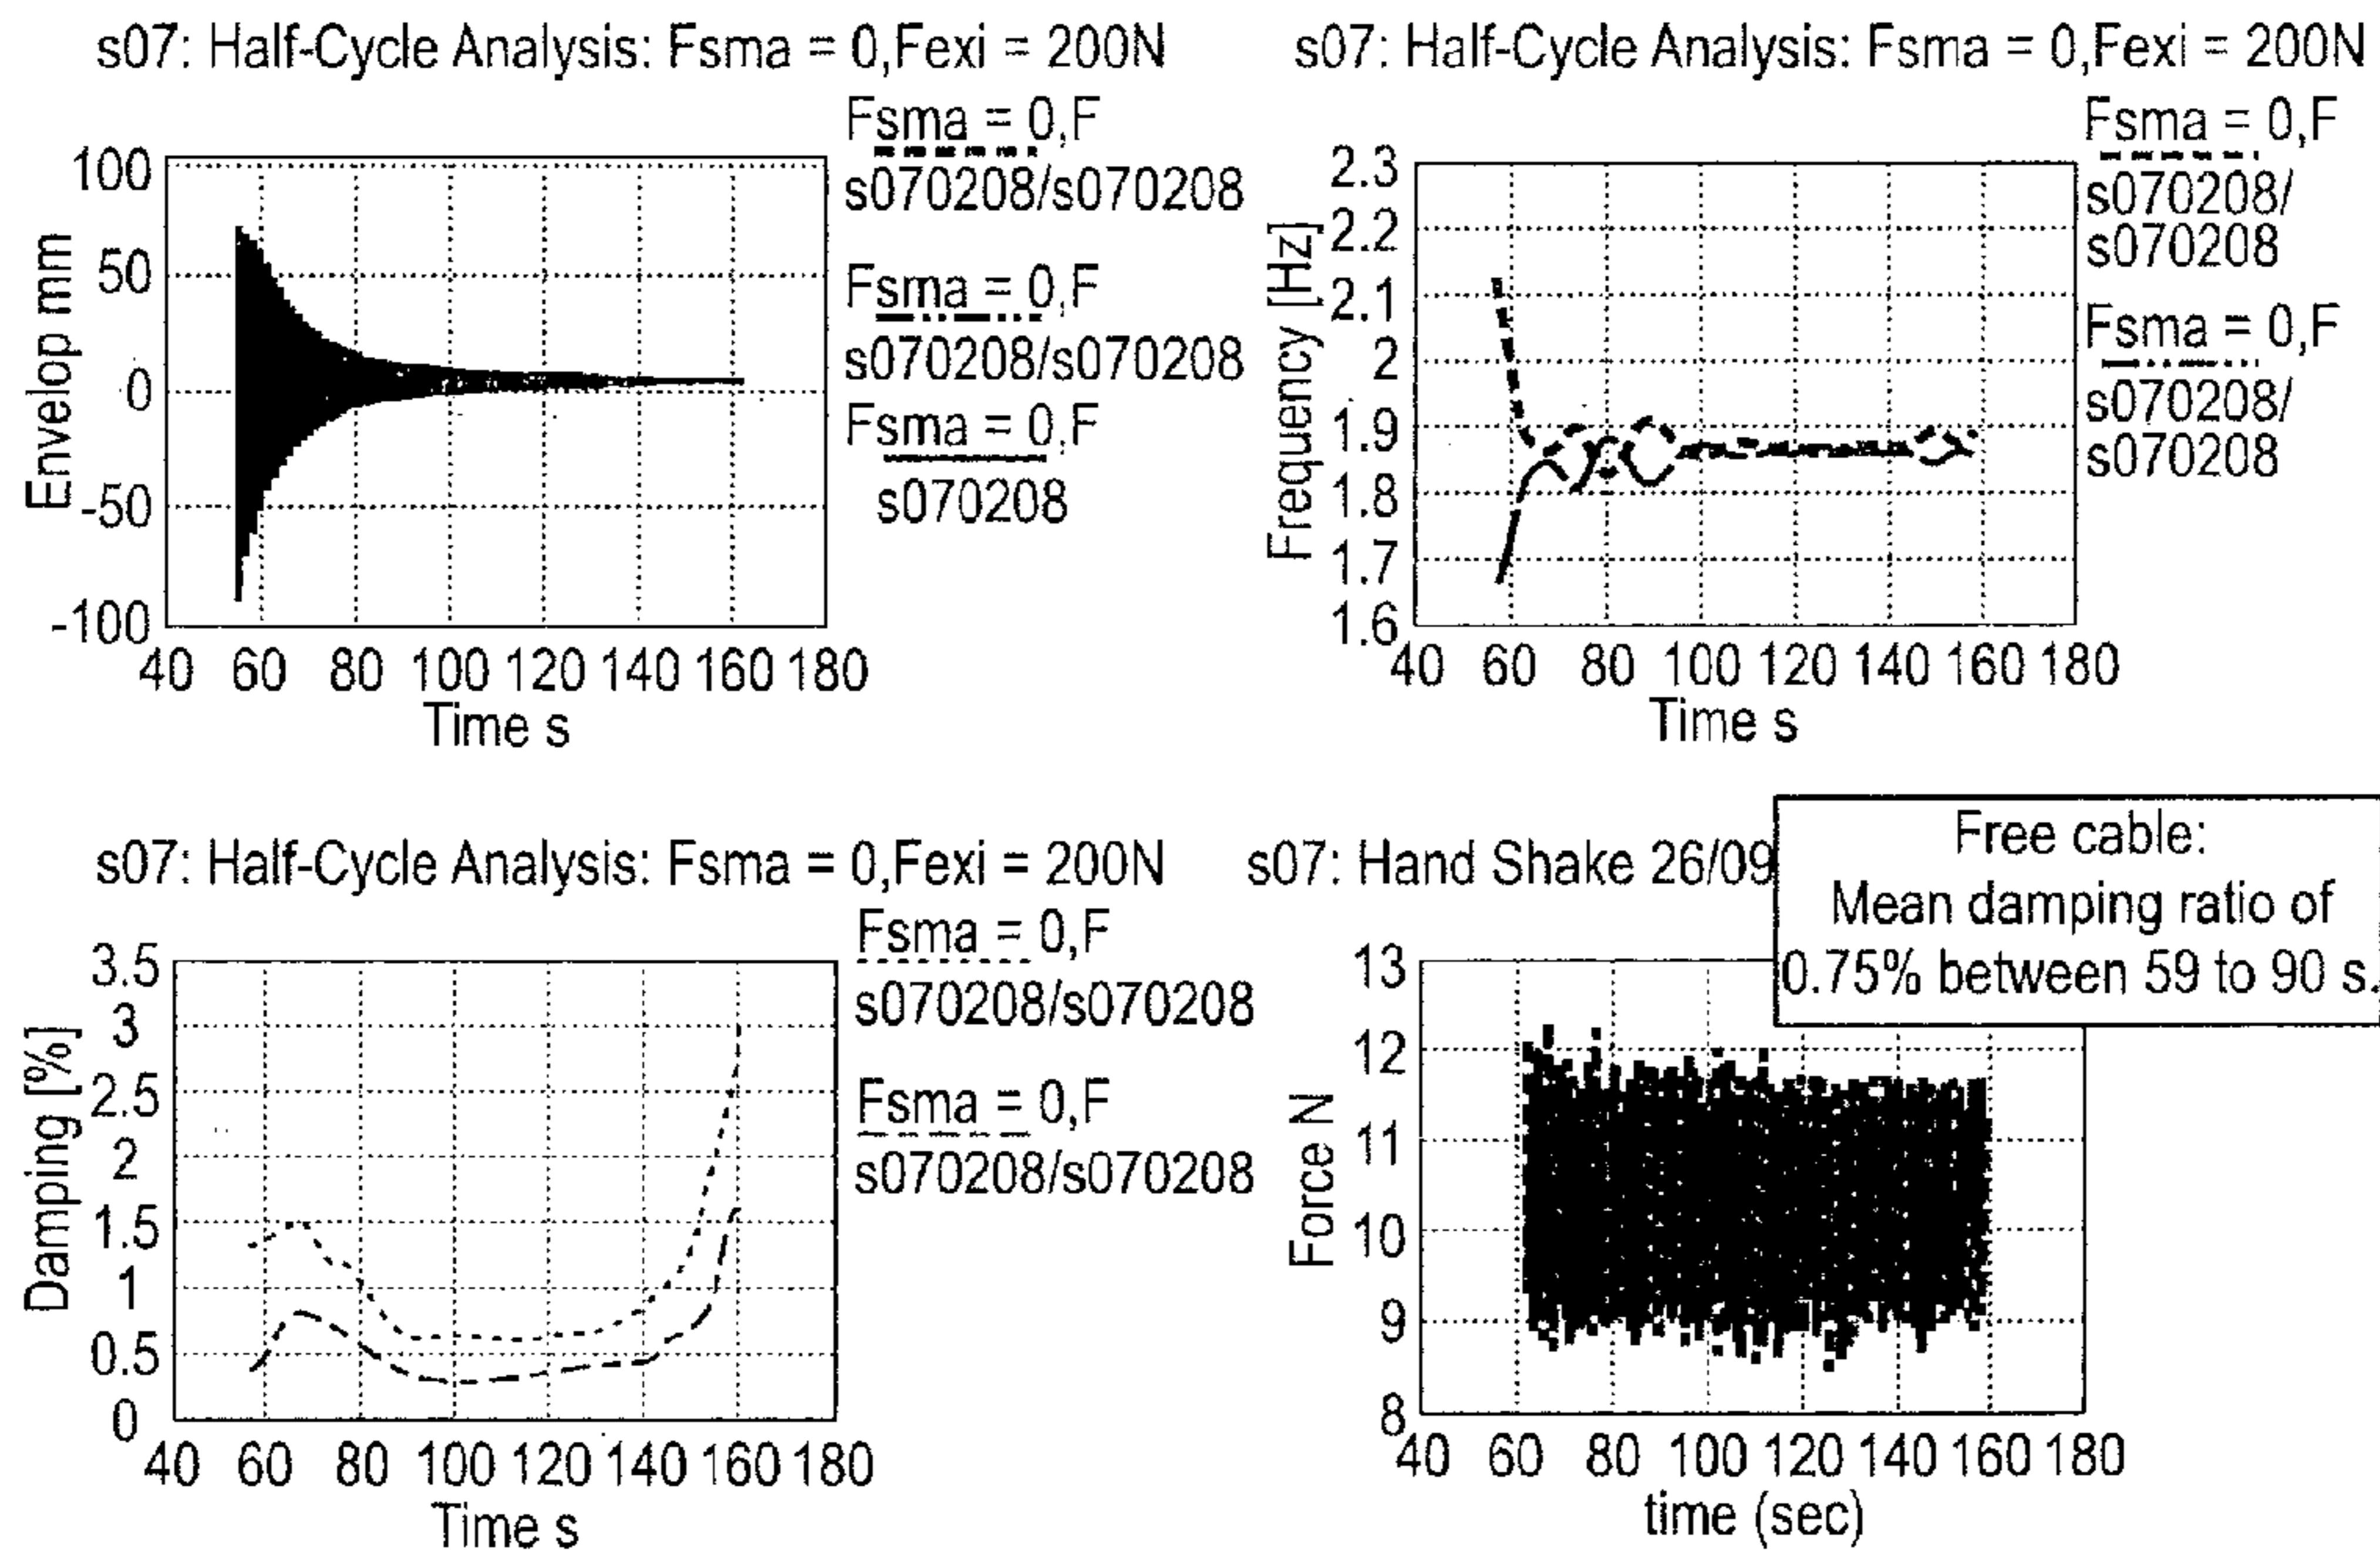 s07: Half-Cycle Analysis: Fsma = 0,Fexi = 200N
Fsma = 0,F
s070208/s070208
Fsma = 0,F
s070208/s070208
Fsma = 0,F
s070208
Envelop mm
100
50
0
-50
-100
40 60 80 100 120 140 160 180
Time s
s07: Half-Cycle Analysis: Fsma = 0,Fexi = 200N
Fsma = 0,F
s070208/
s070208
Fsma = 0,F
s070208/
s070208
Frequency [Hz]
2.3
2.2
2.1
2
1.9
1.8
1.7
1.6
40 60 80 100 120 140 160 180
Time s
s07: Half-Cycle Analysis: Fsma = 0,Fexi = 200N
Fsma = 0,F
s070208/s070208
Fsma = 0,F
s070208/s070208
Damping [%]
3.5
3
2.5
2
1.5
1
0.5
0
40 60 80 100 120 140 160 180
Time s
s07: Hand Shake 26/09
Free cable:
Mean damping ratio of
0.75% between 59 to 90 s.
Force N
13
12
11
10
9
8
40 60 80 100 120 140 160 180
time (sec)